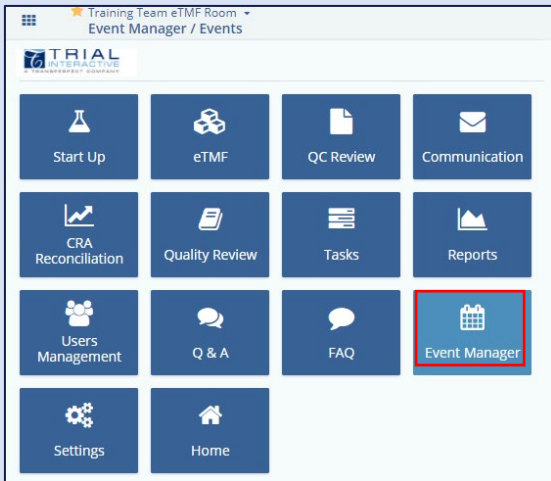 Training Team eTMF Room
Event Manager / Events
TRIAL
INTERACTIVE
A TRANSPERFECT COMPANY
Start Up
eTMF
QC Review
Communication
CRA
Reconciliation
Quality Review
Tasks
Reports
Users
Management
Q & A
FAQ
Event Manager
Settings
Home